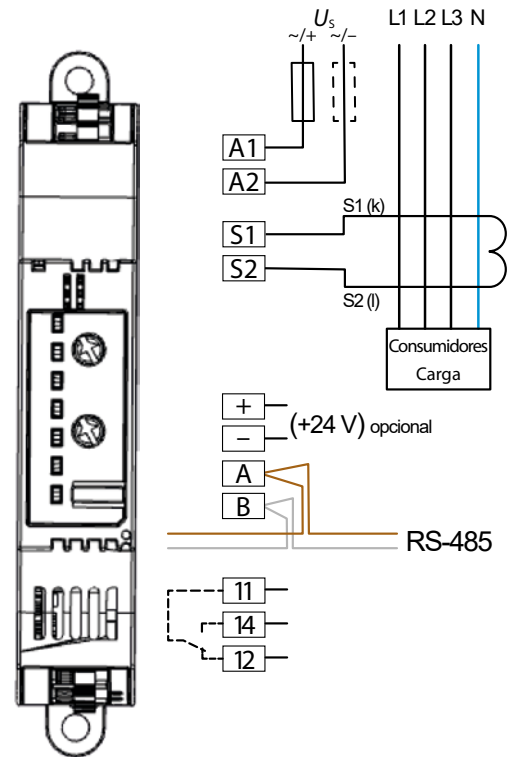 Us
~/+ ~/–
L1 L2 L3 N
A1
A2
S1 (k)
S1
S2
S2 (l)
Consumidores
Carga
+
–
(+24 V) opcional
A
B
RS-485
11
14
12